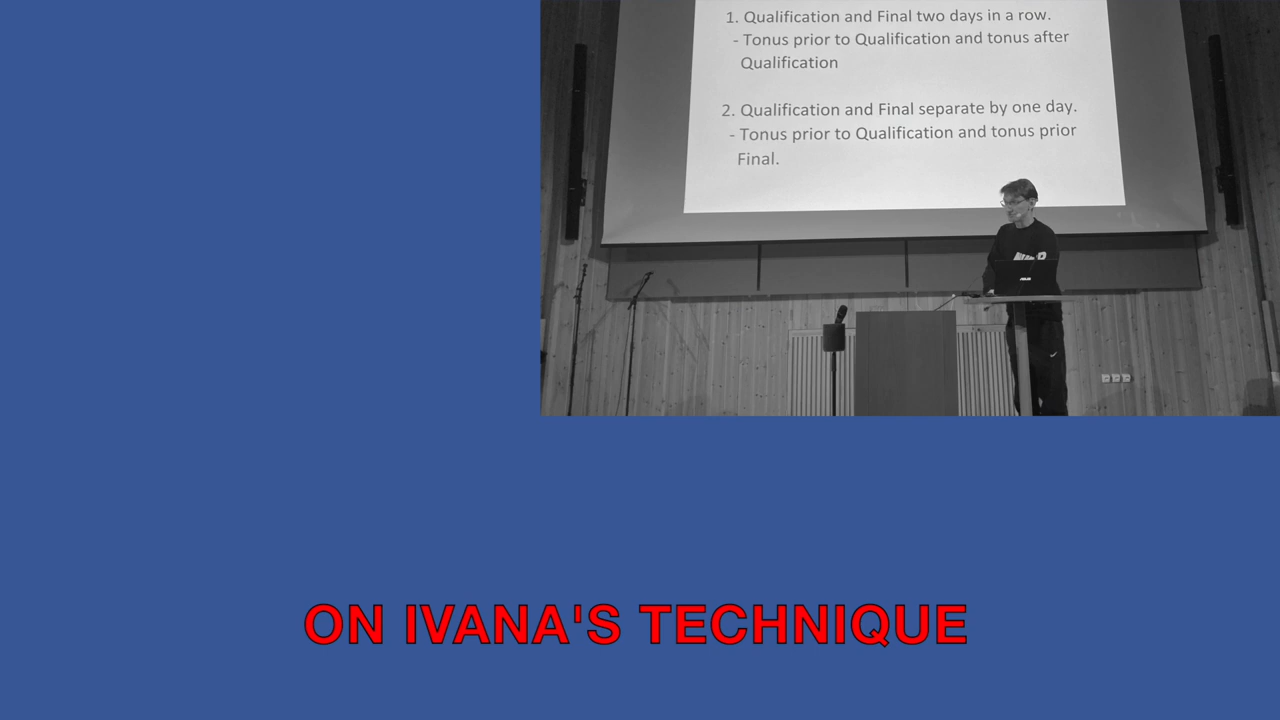 1. Qualification and Final two days in a row.
- Tonus prior to Qualification and tonus after
Qualification
2. Qualification and Final separate by one day.
- Tonus prior to Qualification and tonus prior
Final.
ON IVANA'S TECHNIQUE